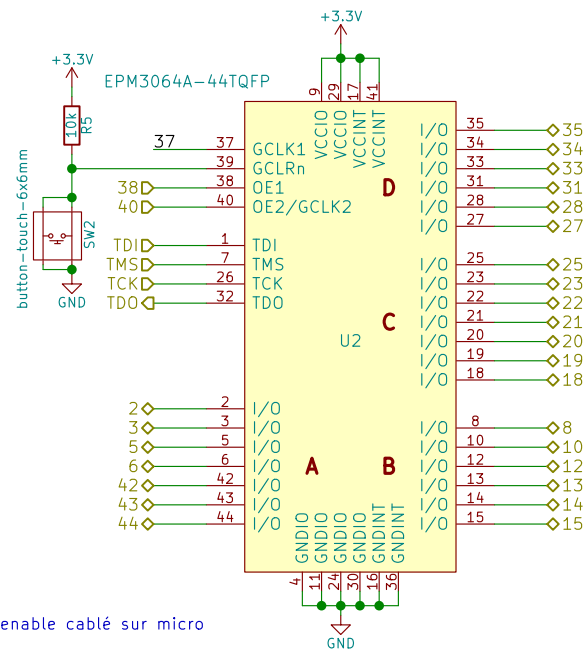 +3.3V
+3.3V
EPM3064A-44TQFP
10k
R5
button-touch-6x6mm
SW2
GND
9 VCCIO
29 VCCIO
17 VCCINT
41 VCCINT
37 37 GCLK1
39 GCLRn
38 38 OE1
40 40 OE2/GCLK2
TDI 1 TDI
TMS 7 TMS
TCK 26 TCK
TDO 32 TDO
2 2 I/O
3 3 I/O
5 5 I/O
6 6 I/O
42 42 I/O
43 43 I/O
44 44 I/O
D
C
U2
A
B
I/O 35 35
I/O 34 34
I/O 33 33
I/O 31 31
I/O 28 28
I/O 27 27
I/O 25 25
I/O 23 23
I/O 22 22
I/O 21 21
I/O 20 20
I/O 19 19
I/O 18 18
I/O 8 8
I/O 10 10
I/O 12 12
I/O 13 13
I/O 14 14
I/O 15 15
GNDIO 4
GNDIO 11
GNDIO 24
GNDIO 30
GNDINT 16
GNDINT 36
GND
enable cablé sur micro